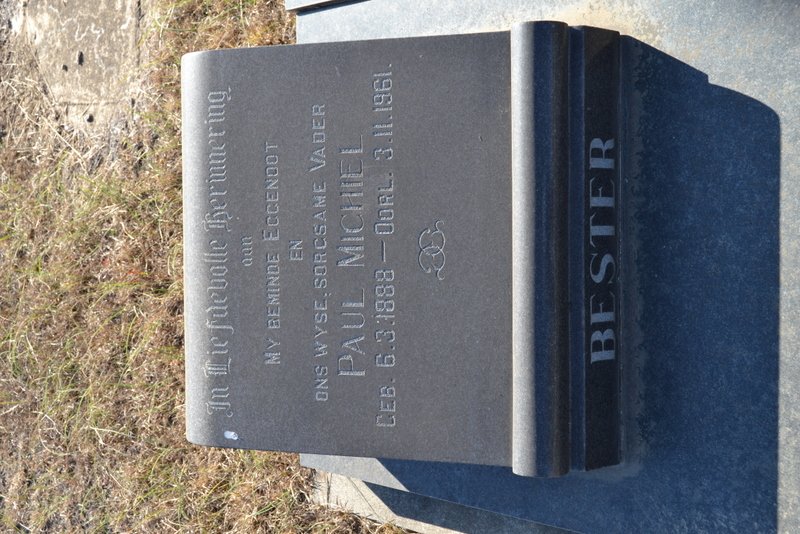 In Liefdevolle Herinnering
aan
MY BEMINDE EGGENOOT
EN
ONS WYSE, SORGSAME VADER
PAUL MICHIEL
GEB. 6.3.1888 — OORL. 3.11.1961.
BESTER